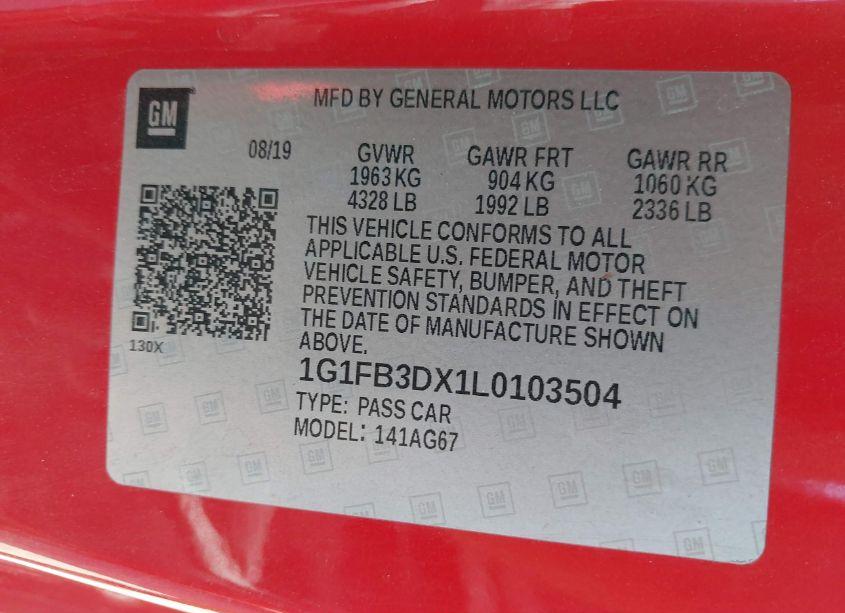 GM
MFD BY GENERAL MOTORS LLC
08/19
GVWR
1963 KG
4328 LB
GAWR FRT
904 KG
1992 LB
GAWR RR
1060 KG
2336 LB
THIS VEHICLE CONFORMS TO ALL
APPLICABLE U.S. FEDERAL MOTOR
VEHICLE SAFETY, BUMPER, AND THEFT
PREVENTION STANDARDS IN EFFECT ON
THE DATE OF MANUFACTURE SHOWN
ABOVE.
130X
1G1FB3DX1L0103504
TYPE: PASS CAR
MODEL: 141AG67